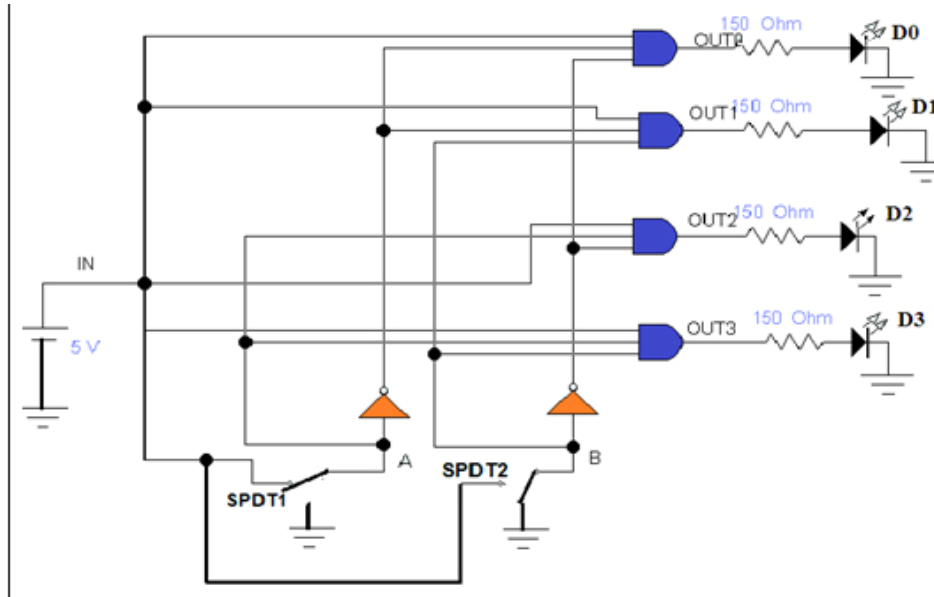 150 Ohm
OUT0
D0
150 Ohm
OUT1
D1
OUT2
150 Ohm
D2
IN
OUT3
150 Ohm
D3
5 V
A
B
SPDT1
SPDT2